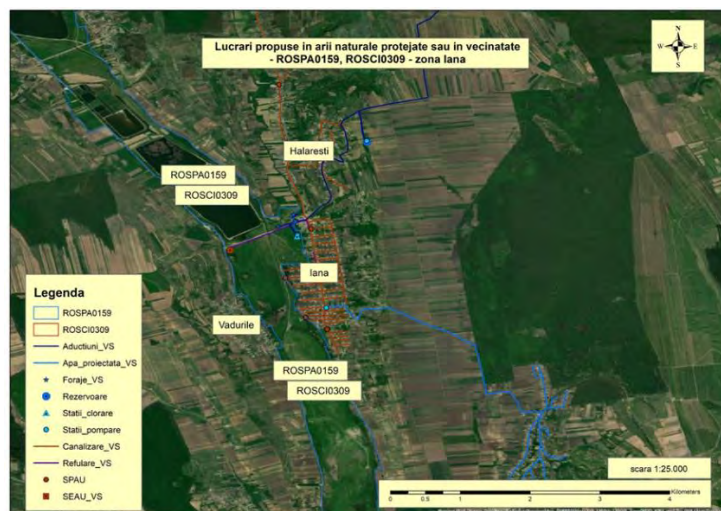 Lucrari propuse in arii naturale protejate sau in vecinatate
- ROSPA0159, ROSCI0309 - zona Iana
N
W E
S
Halaresti
ROSPA0159
ROSCI0309
Iana
Vadurile
ROSPA0159
ROSCI0309
Legenda
ROSPA0159
ROSCI0309
Aductiuni_VS
Apa_proiectata_VS
Foraje_VS
Rezervoare
Statii_clorare
Statii_pompare
Canalizare_VS
Refulare_VS
SPAU
SEAU_VS
scara 1:25.000
Kilometers
0 0.5 1 2 3 4